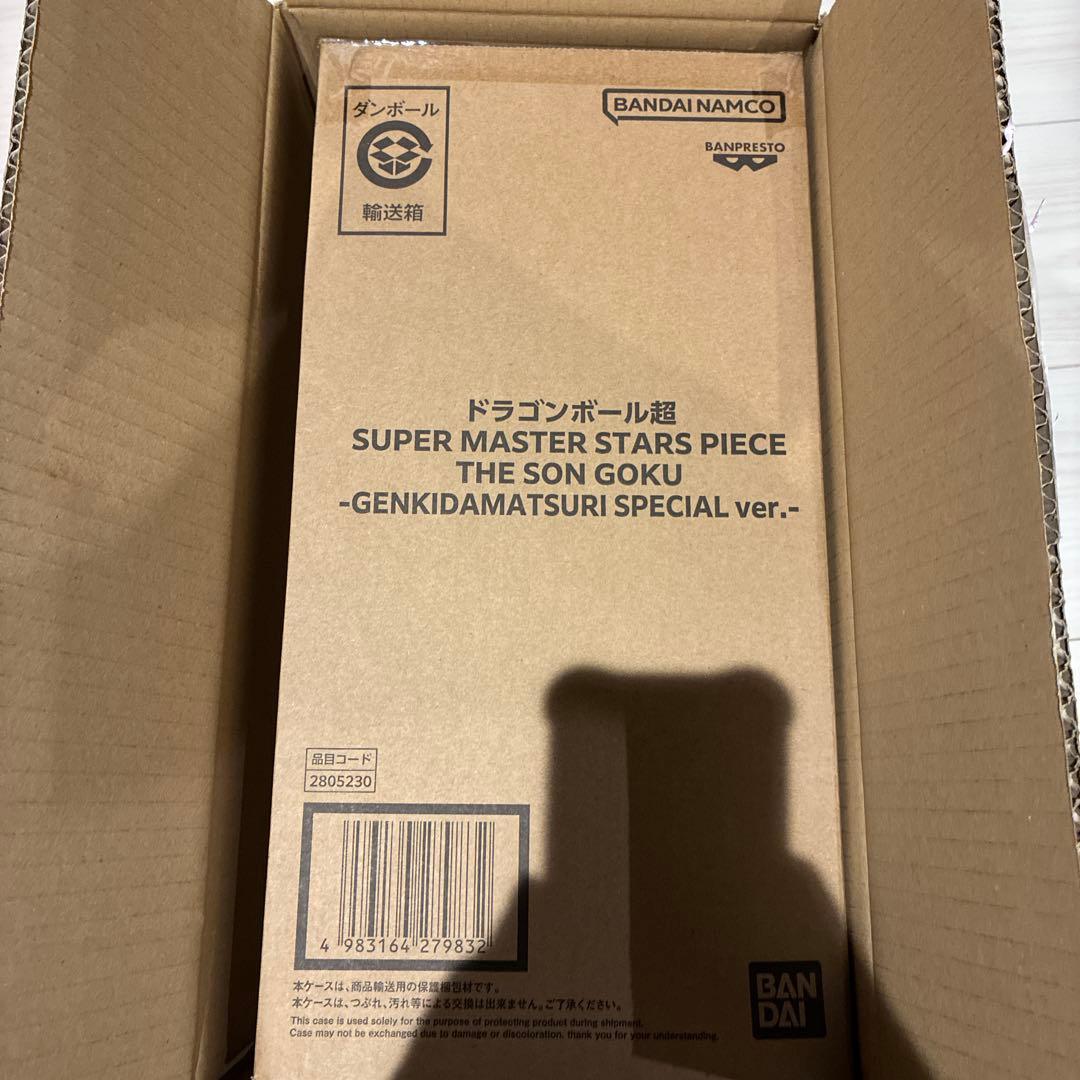 ダンボール
輸送箱
BANDAI NAMCO
BANPRESTO
ドラゴンボール超
SUPER MASTER STARS PIECE
THE SON GOKU
-GENKIDAMATSURI SPECIAL ver.-
品目コード
2805230
4 983164 279832
本ケースは、商品輸送用の保護梱包材です。
本ケースは、つぶれ、汚れ等による交換は出来ません。ご了承ください。
This case is used solely for the purpose of protecting product during shipment.
Case may not be exchanged due to damage or discoloration. thank you for your understanding.
BAN
DAI